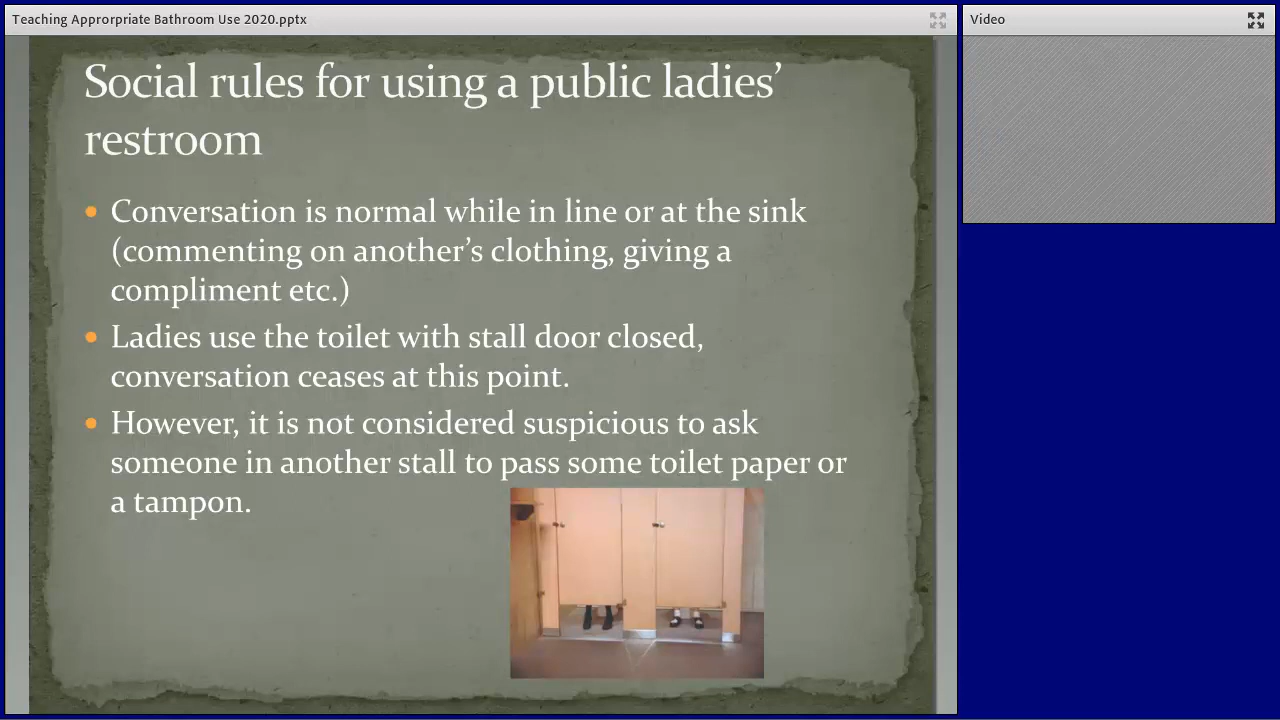 Teaching Approrpriate Bathroom Use 2020.pptx
Video
Social rules for using a public ladies’
restroom
• Conversation is normal while in line or at the sink
(commenting on another’s clothing, giving a
compliment etc.)
• Ladies use the toilet with stall door closed,
conversation ceases at this point.
• However, it is not considered suspicious to ask
someone in another stall to pass some toilet paper or
a tampon.